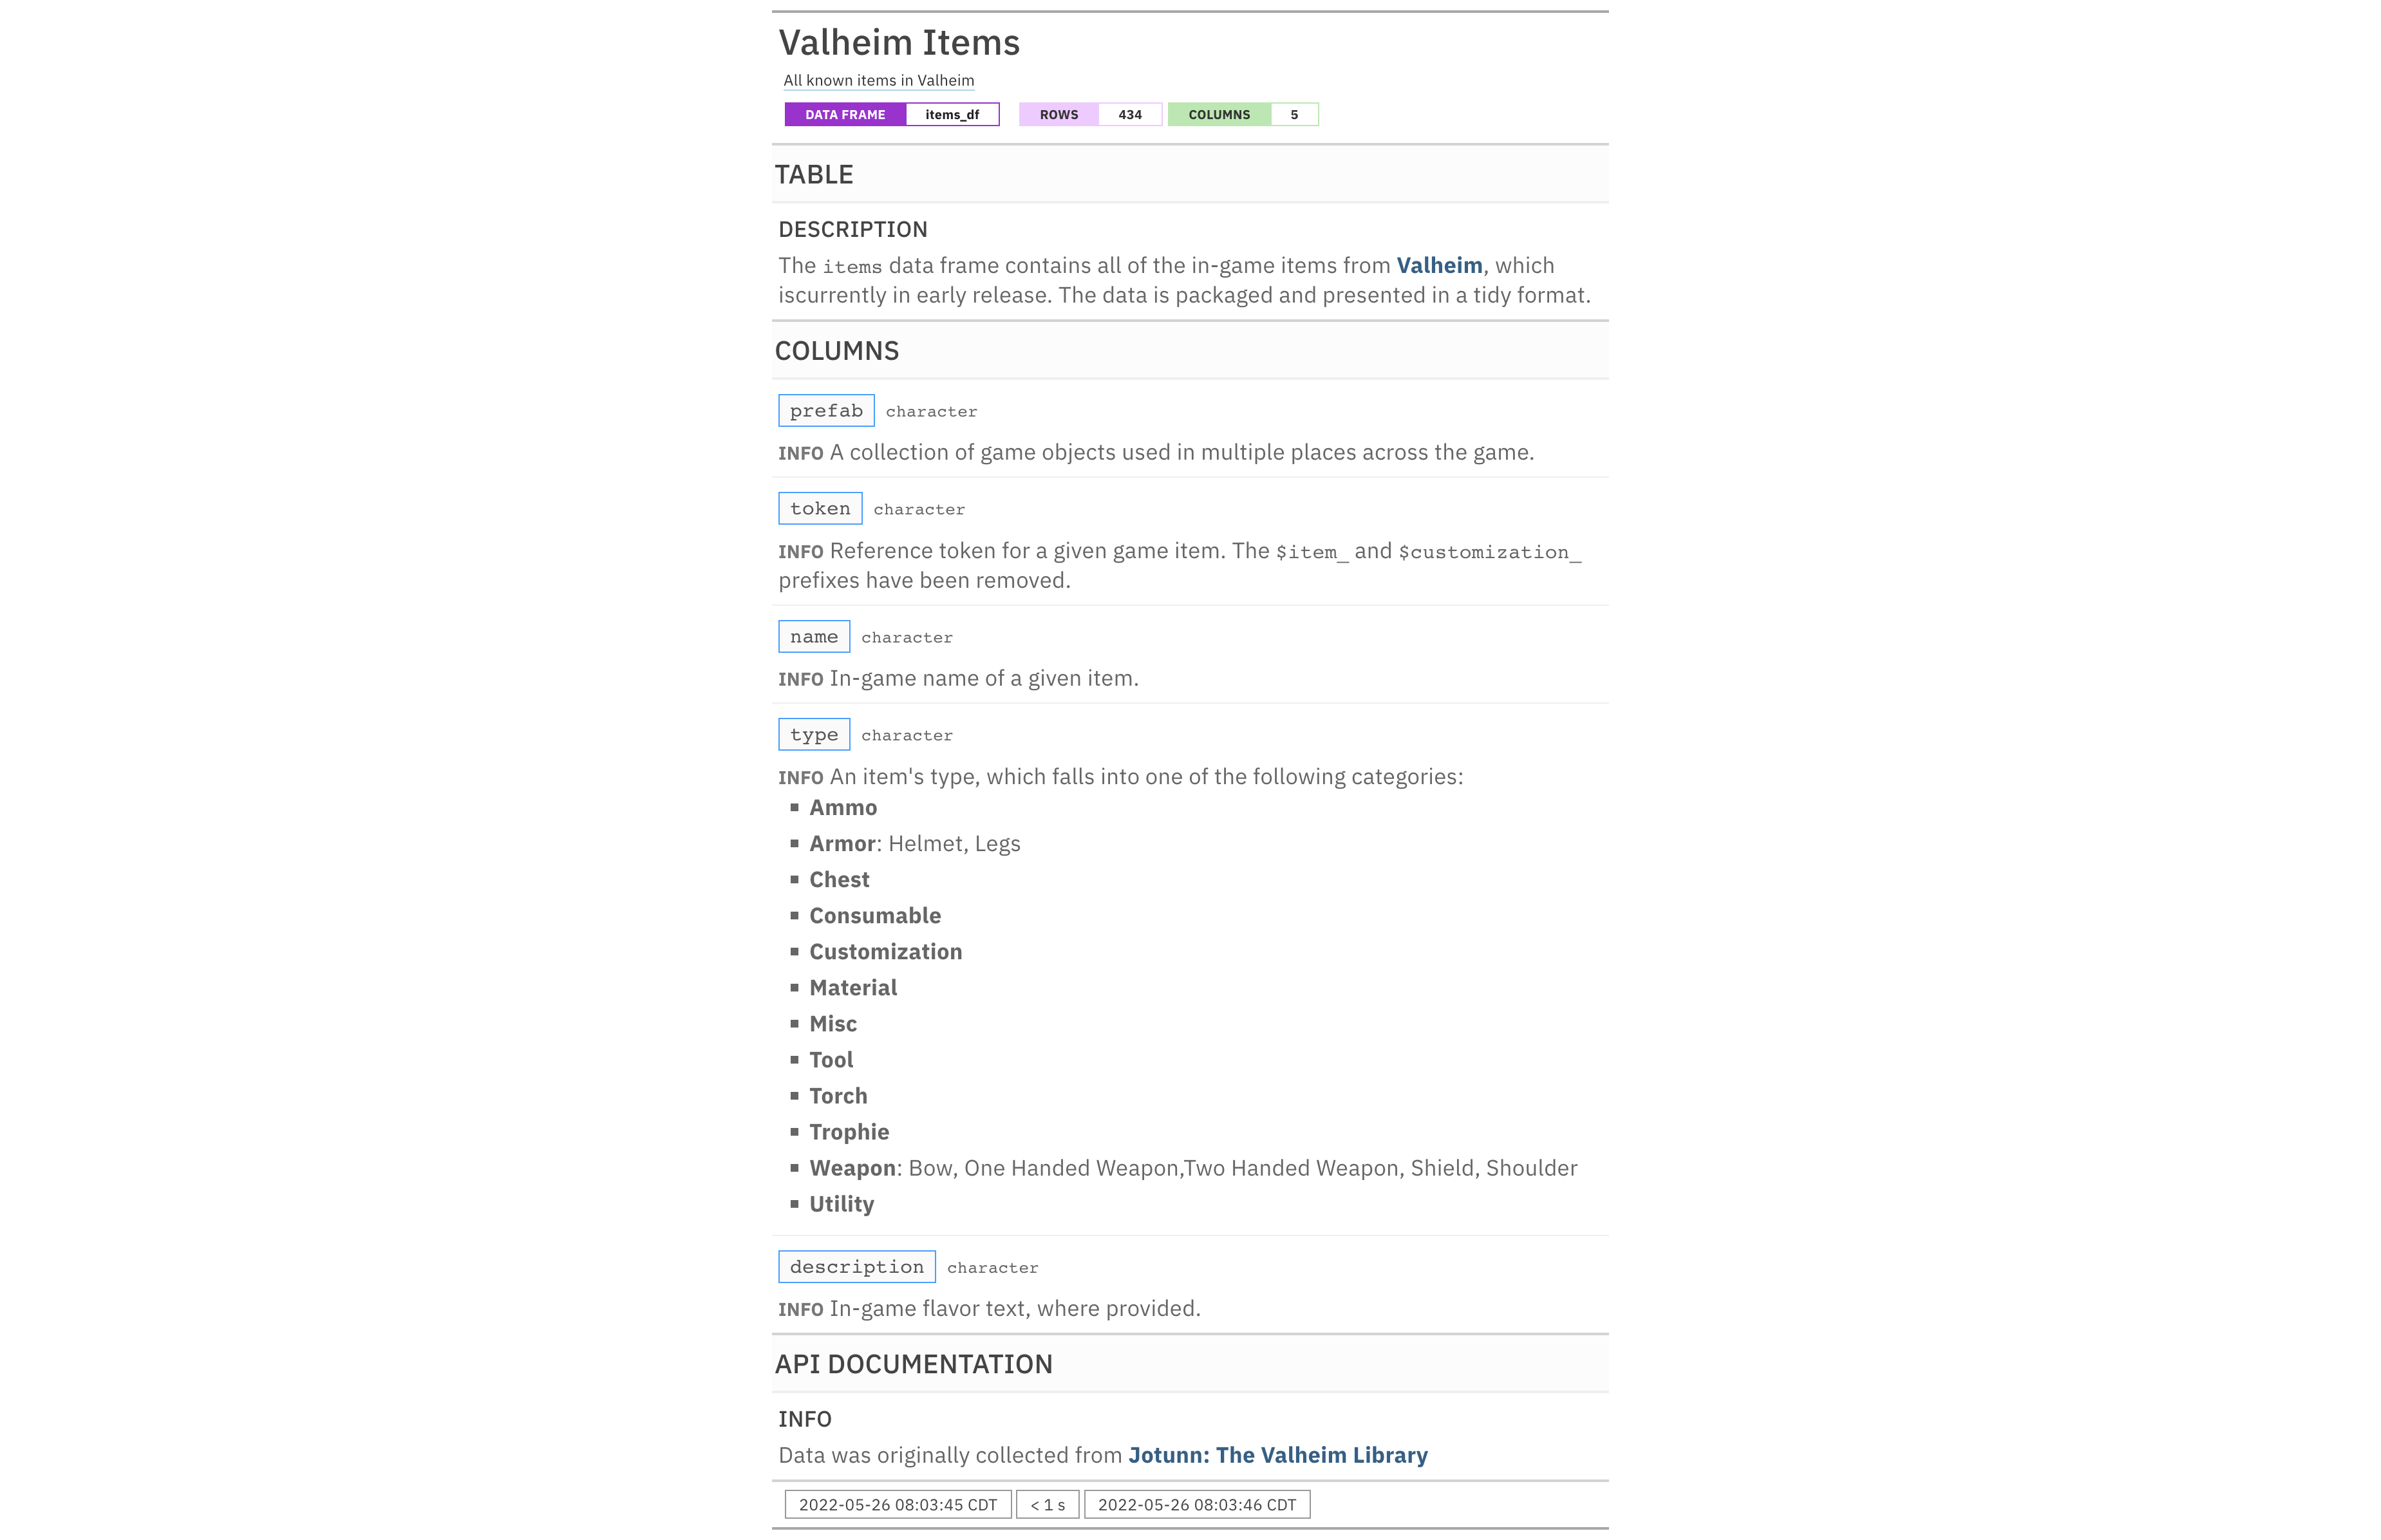 Valheim Items
All known items in Valheim
DATA FRAME items_df ROWS 434 COLUMNS 5
TABLE
DESCRIPTION
The items data frame contains all of the in-game items from Valheim, which
iscurrently in early release. The data is packaged and presented in a tidy format.
COLUMNS
prefab character
INFO A collection of game objects used in multiple places across the game.
token character
INFO Reference token for a given game item. The $item_ and $customization_
prefixes have been removed.
name character
INFO In-game name of a given item.
type character
INFO An item's type, which falls into one of the following categories:
▪ Ammo
▪ Armor: Helmet, Legs
▪ Chest
▪ Consumable
▪ Customization
▪ Material
▪ Misc
▪ Tool
▪ Torch
▪ Trophie
▪ Weapon: Bow, One Handed Weapon,Two Handed Weapon, Shield, Shoulder
▪ Utility
description character
INFO In-game flavor text, where provided.
API DOCUMENTATION
INFO
Data was originally collected from Jotunn: The Valheim Library
2022-05-26 08:03:45 CDT < 1 s 2022-05-26 08:03:46 CDT